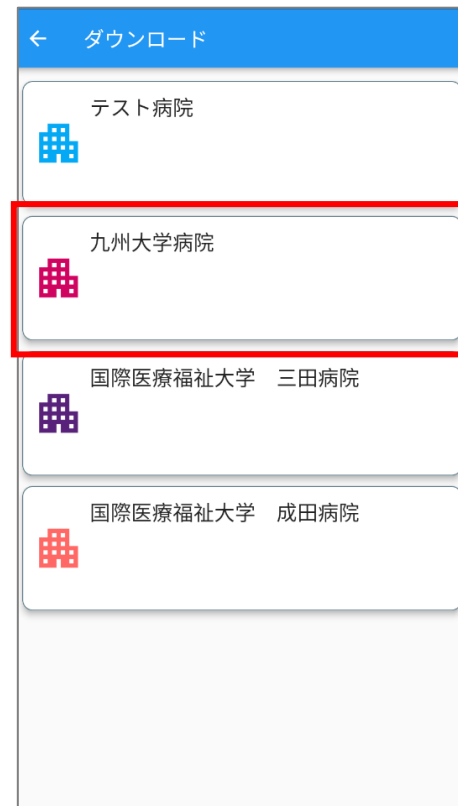 ダウンロード
テスト病院
九州大学病院
国際医療福祉大学　三田病院
国際医療福祉大学　成田病院